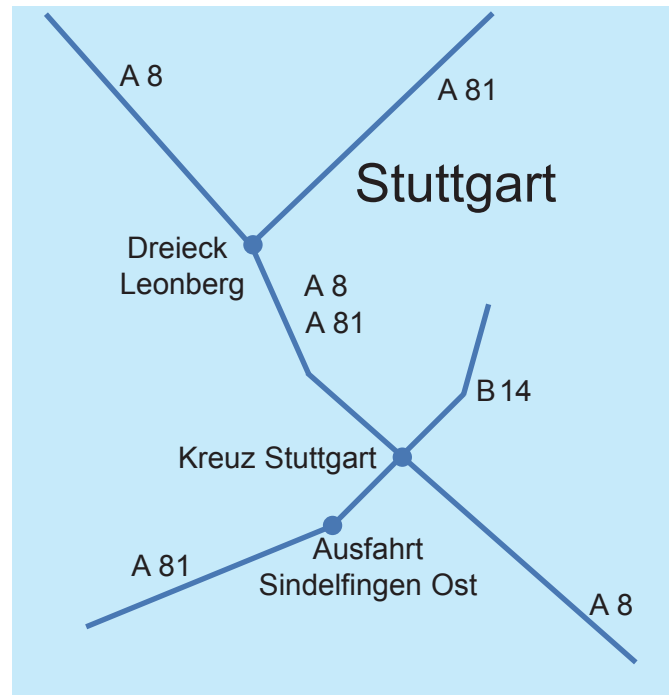 A 8
A 81
Stuttgart
Dreieck
Leonberg
A 8
A 81
B 14
Kreuz Stuttgart
Ausfahrt
Sindelfingen Ost
A 81
A 8